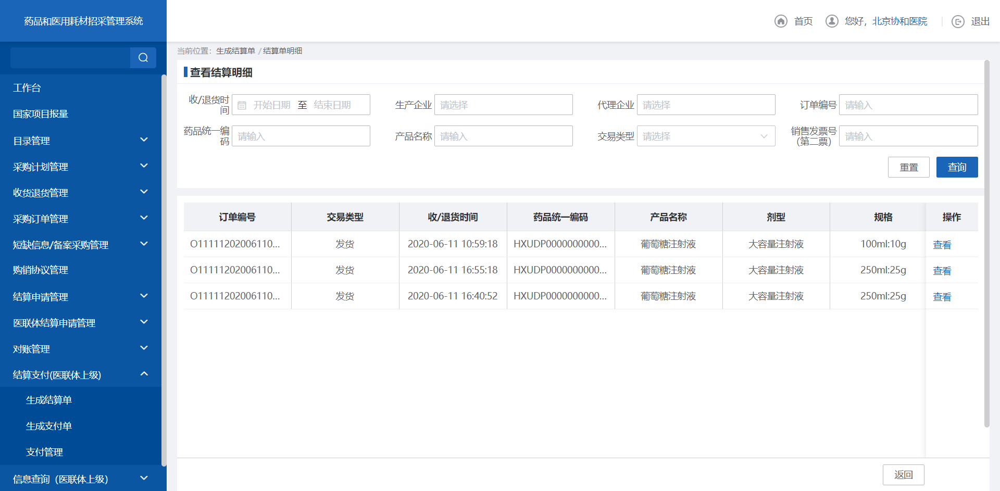 药品和医用耗材招采管理系统
首页
您好，北京协和医院
退出
工作台
国家项目报量
目录管理
采购计划管理
收货退货管理
采购订单管理
短缺信息/备案采购管理
购销协议管理
结算申请管理
医联体结算申请管理
对账管理
结算支付(医联体上级)
生成结算单
生成支付单
支付管理
信息查询（医联体上级）
当前位置：生成结算单 / 结算单明细
查看结算明细
收/退货时间 开始日期 至 结束日期
生产企业 请选择
代理企业 请选择
订单编号 请输入
药品统一编码 请输入
产品名称 请输入
交易类型 请选择
销售发票号（第二票） 请输入
重置 查询
订单编号 交易类型 收/退货时间 药品统一编码 产品名称 剂型 规格 操作
O11111202006110... 发货 2020-06-11 10:59:18 HXUDP0000000000... 葡萄糖注射液 大容量注射液 100ml:10g 查看
O11111202006110... 发货 2020-06-11 16:55:18 HXUDP0000000000... 葡萄糖注射液 大容量注射液 250ml:25g 查看
O11111202006110... 发货 2020-06-11 16:40:52 HXUDP0000000000... 葡萄糖注射液 大容量注射液 250ml:25g 查看
返回